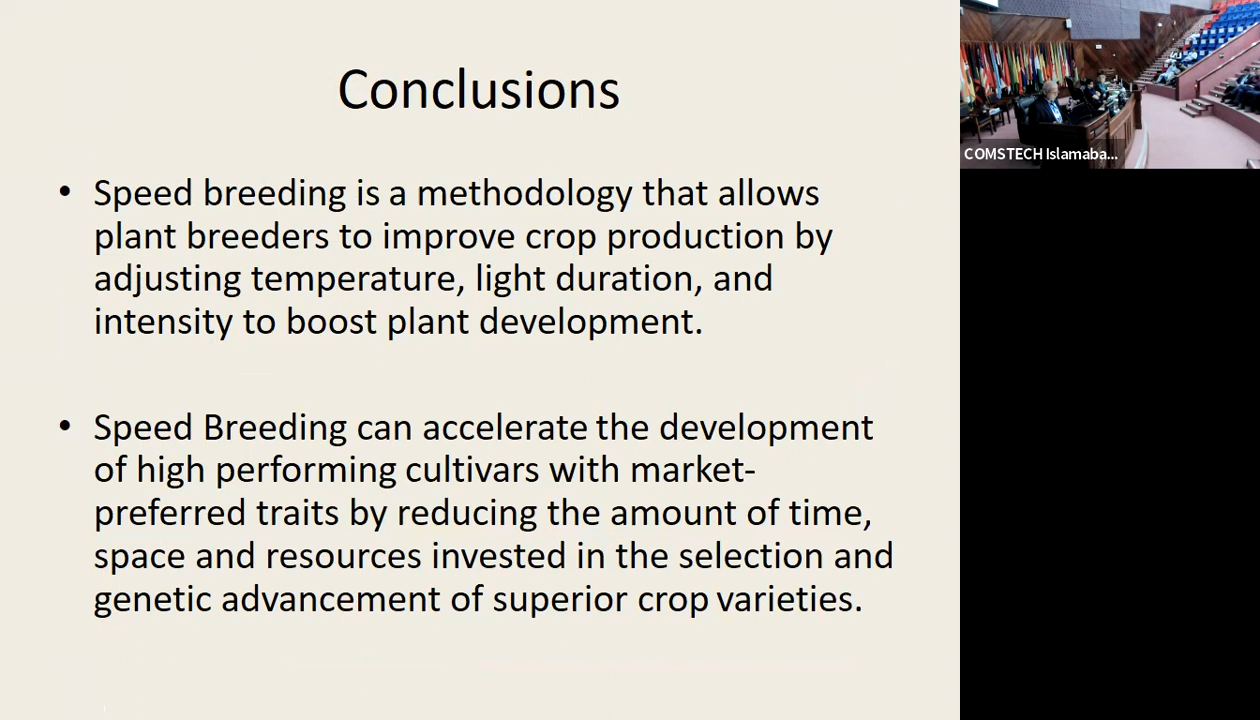 Conclusions
• Speed breeding is a methodology that allows
plant breeders to improve crop production by
adjusting temperature, light duration, and
intensity to boost plant development.
• Speed Breeding can accelerate the development
of high performing cultivars with market-
preferred traits by reducing the amount of time,
space and resources invested in the selection and
genetic advancement of superior crop varieties.
COMSTECH Islamaba...